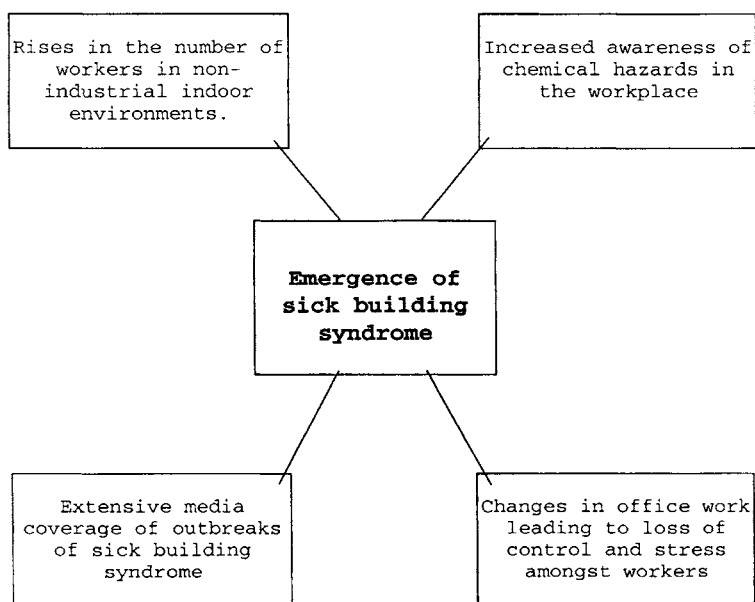 Rises in the number of
workers in non-
industrial indoor
environments.
Increased awareness of
chemical hazards in
the workplace
Emergence of
sick building
syndrome
Extensive media
coverage of outbreaks
of sick building
syndrome
Changes in office work
leading to loss of
control and stress
amongst workers